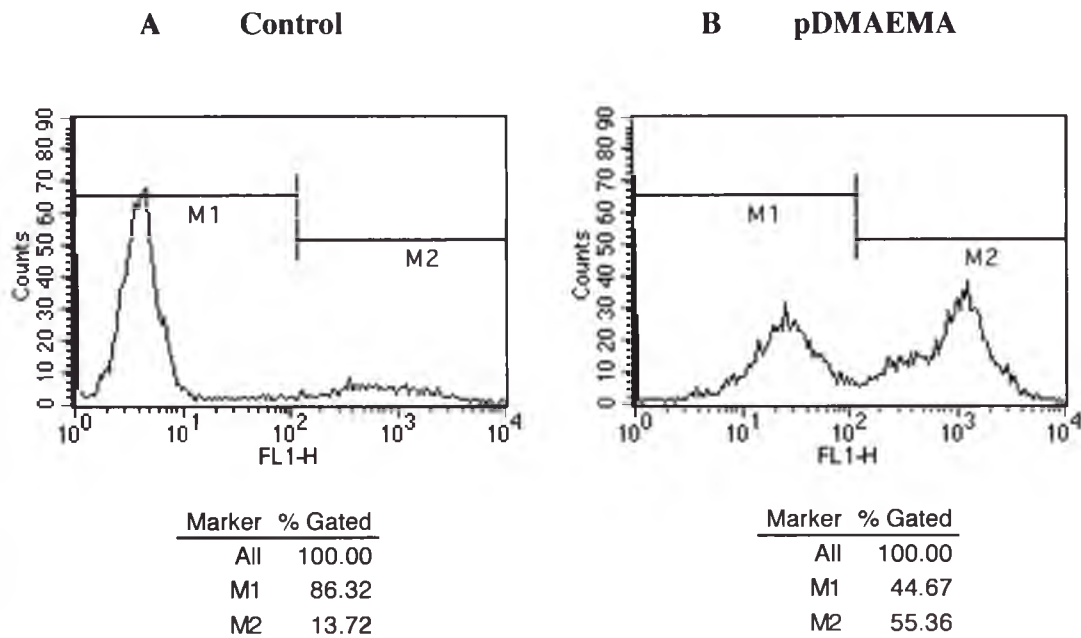 A Control
B pDMAEMA
Counts
0 10 20 30 40 50 60 70 80 90
M1
M2
10^0 10^1 10^2 10^3 10^4
FL1-H
Counts
0 10 20 30 40 50 60 70 80 90
M1
M2
10^0 10^1 10^2 10^3 10^4
FL1-H
Marker % Gated
All 100.00
M1 86.32
M2 13.72
Marker % Gated
All 100.00
M1 44.67
M2 55.36